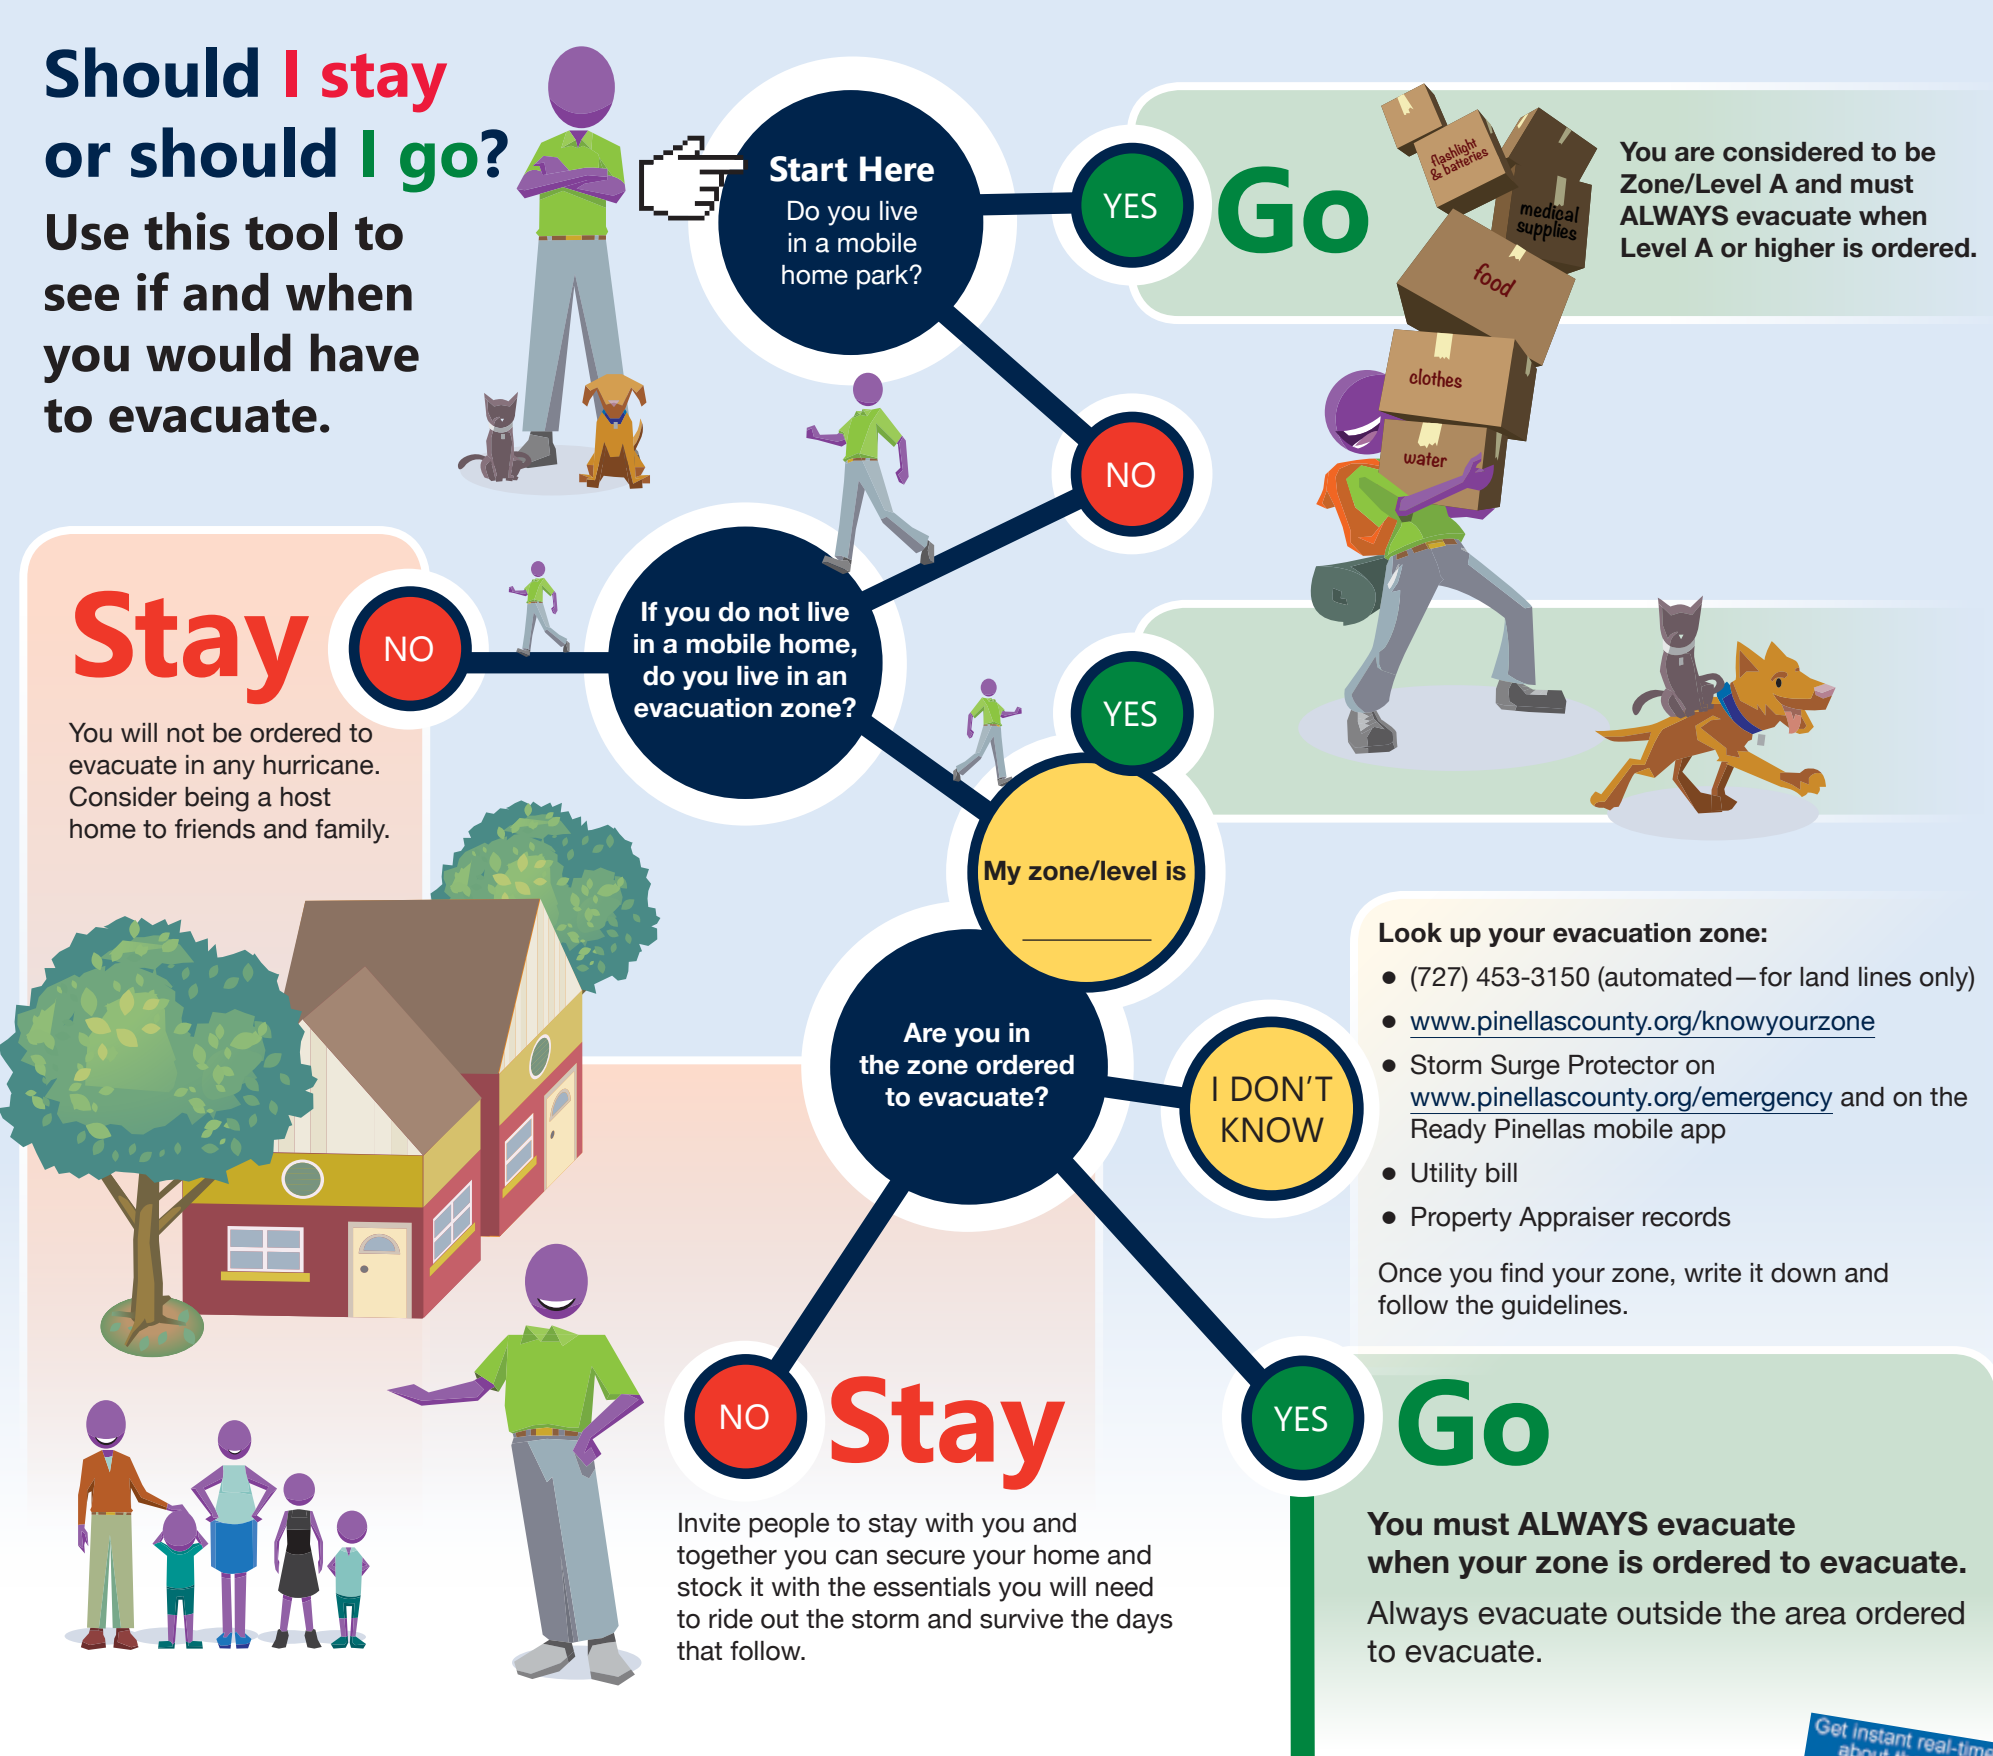 Should I stay
or should I go?
Use this tool to
see if and when
you would have
to evacuate.
Start Here
Do you live
in a mobile
home park?
YES
Go
You are considered to be
Zone/Level A and must
ALWAYS evacuate when
Level A or higher is ordered.
flashlight
& batteries
medical
supplies
food
clothes
water
NO
If you do not live
in a mobile home,
do you live in an
evacuation zone?
NO
Stay
You will not be ordered to
evacuate in any hurricane.
Consider being a host
home to friends and family.
YES
My zone/level is
Are you in
the zone ordered
to evacuate?
I DON'T
KNOW
Look up your evacuation zone:
● (727) 453-3150 (automated—for land lines only)
● www.pinellascounty.org/knowyourzone
● Storm Surge Protector on
www.pinellascounty.org/emergency and on the
Ready Pinellas mobile app
● Utility bill
● Property Appraiser records
Once you find your zone, write it down and
follow the guidelines.
NO
Stay
Invite people to stay with you and
together you can secure your home and
stock it with the essentials you will need
to ride out the storm and survive the days
that follow.
YES
Go
You must ALWAYS evacuate
when your zone is ordered to evacuate.
Always evacuate outside the area ordered
to evacuate.
Get instant real-time
about